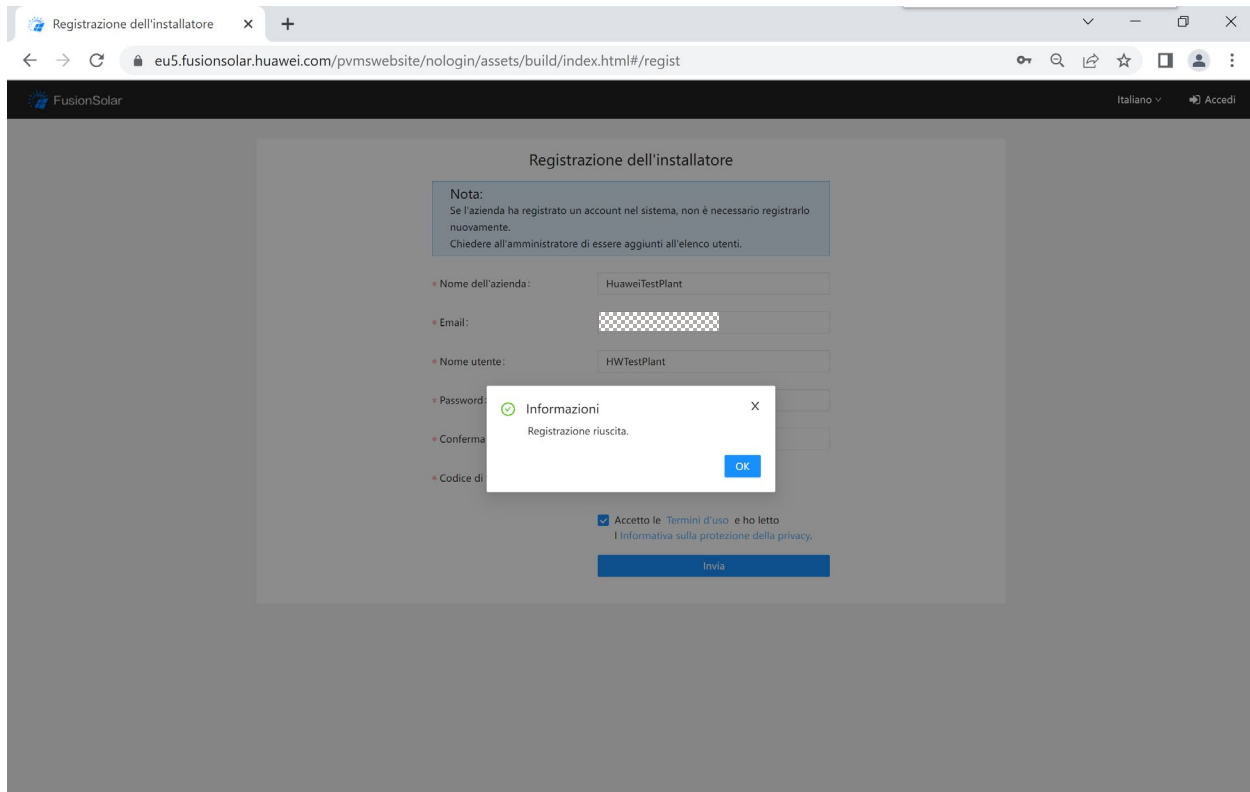 Registrazione dell'installatore
eu5.fusionsolar.huawei.com/pvmswebsite/nologin/assets/build/index.html#/regist
FusionSolar
Italiano
Accedi
Registrazione dell'installatore
Nota:
Se l'azienda ha registrato un account nel sistema, non è necessario registrarlo
nuovamente.
Chiedere all'amministratore di essere aggiunti all'elenco utenti.
* Nome dell'azienda: HuaweiTestPlant
* Email:
* Nome utente: HWTestPlant
* Password:
Informazioni X
Registrazione riuscita.
* Conferma
OK
* Codice di
Accetto le Termini d'uso e ho letto
l Informativa sulla protezione della privacy.
Invia